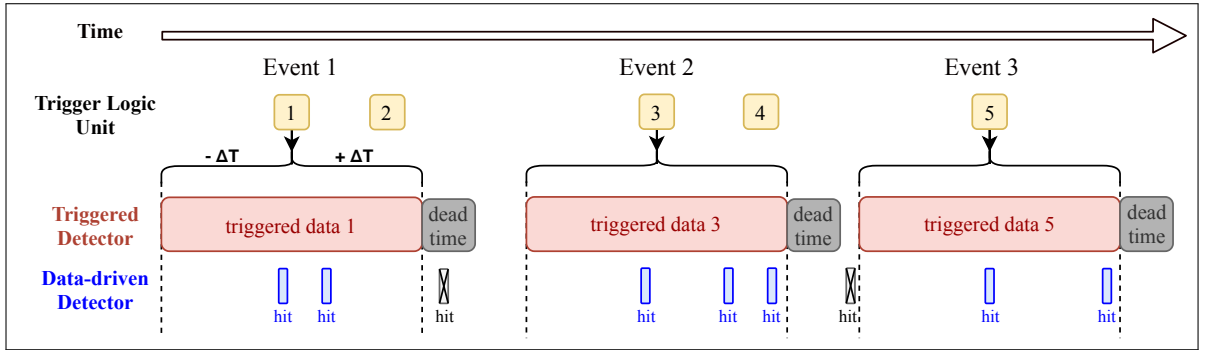 Time
Event 1
Event 2
Event 3
Trigger Logic
Unit
1
2
3
4
5
- ΔT
+ ΔT
Triggered
Detector
triggered data 1
dead
time
triggered data 3
dead
time
triggered data 5
dead
time
Data-driven
Detector
hit
hit
hit
hit
hit
hit
hit
hit
hit